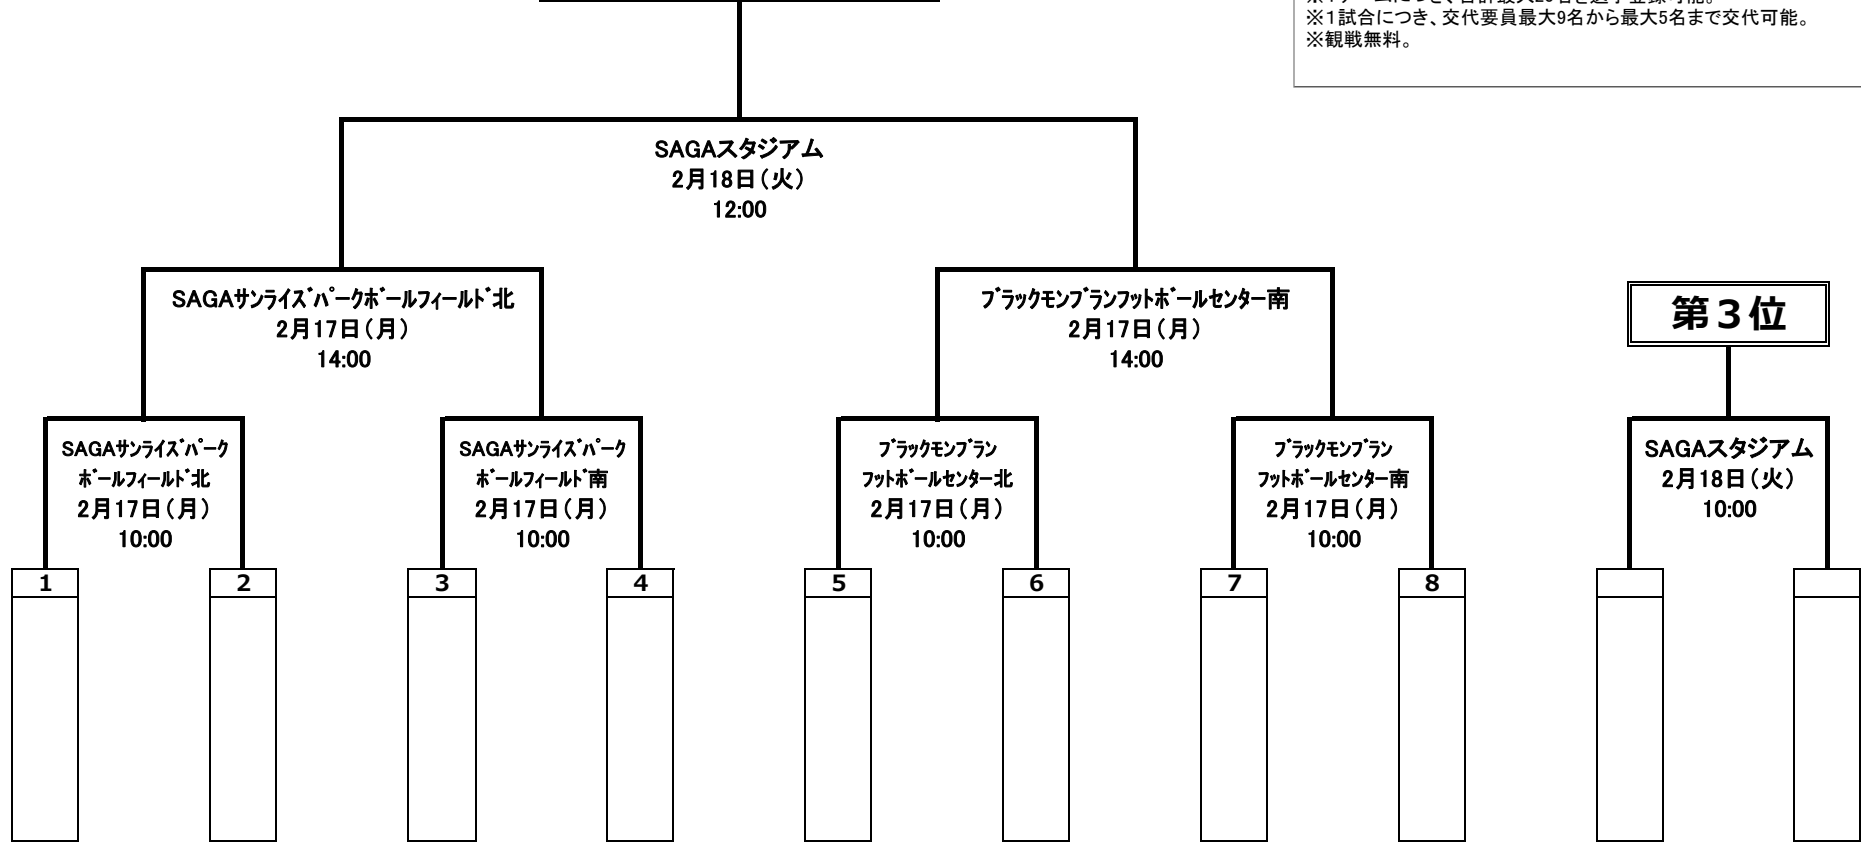 ※1試合につき、交代要員最大9名から最大5名まで交代可能。
※観戦無料。
SAGAスタジアム
2月18日(火)
12:00
SAGAサンライズパークボールフィールド北
2月17日(月)
14:00
ブラックモンブランフットボールセンター南
2月17日(月)
14:00
第3位
SAGAサンライズパーク
ボールフィールド北
2月17日(月)
10:00
SAGAサンライズパーク
ボールフィールド南
2月17日(月)
10:00
ブラックモンブラン
フットボールセンター北
2月17日(月)
10:00
ブラックモンブラン
フットボールセンター南
2月17日(月)
10:00
SAGAスタジアム
2月18日(火)
10:00
1 2 3 4 5 6 7 8